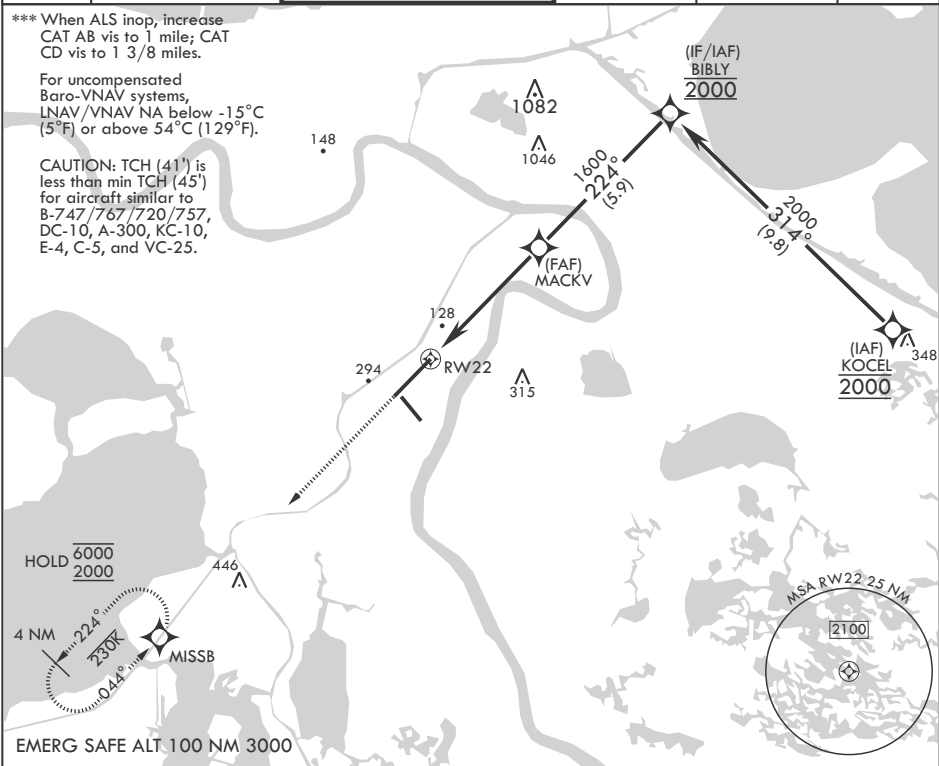 *** When ALS inop, increase
CAT AB vis to 1 mile; CAT
CD vis to 1 3/8 miles.
For uncompensated
Baro-VNAV systems,
LNAV/VNAV NA below -15°C
(5°F) or above 54°C (129°F).
CAUTION: TCH (41') is
less than min TCH (45')
for aircraft similar to
B-747/767/720/757,
DC-10, A-300, KC-10,
E-4, C-5, and VC-25.
148
1082
1046
(IF/IAF)
BIBLY
2000
1600
224°
(5.9)
2000
314°
(9.8)
(FAF)
MACKV
128
RW22
294
315
(IAF)
KOCEL
2000
348
HOLD
6000
2000
446
4 NM
224°
230K
044°
MISSB
MSA RW22 25 NM
2100
EMERG SAFE ALT 100 NM 3000